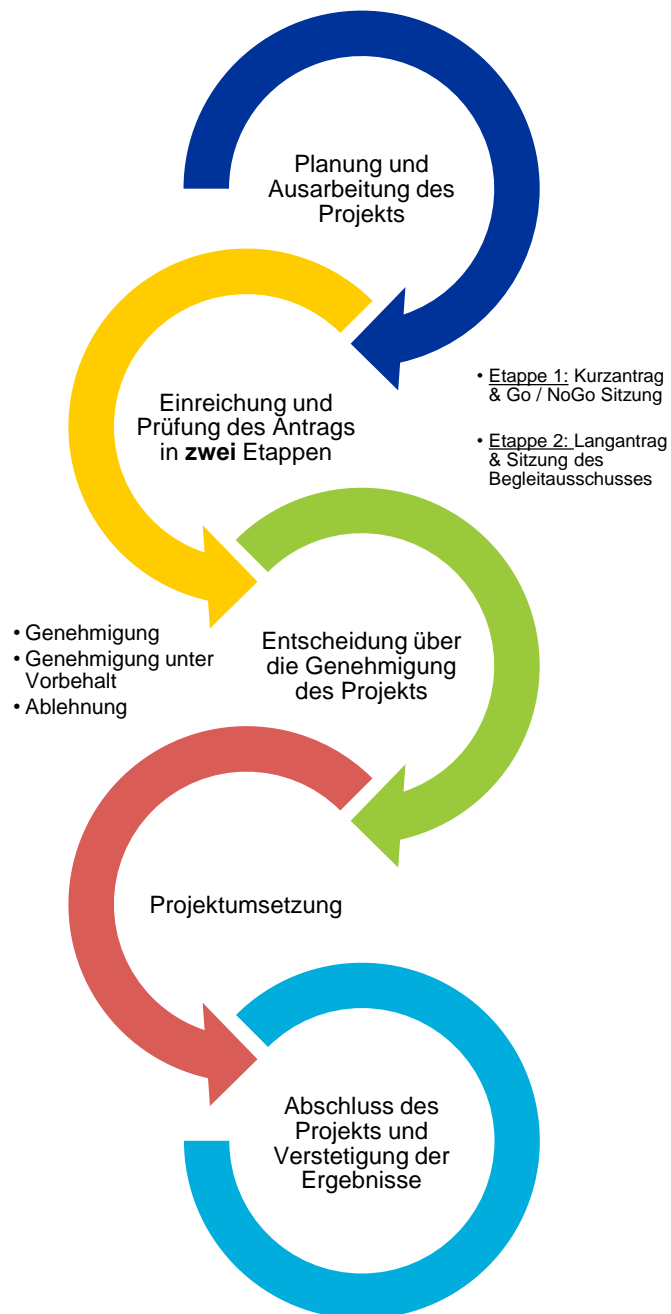 Planung und
Ausarbeitung des
Projekts
Einreichung und
Prüfung des Antrags
in zwei Etappen
• Etappe 1: Kurzantrag
& Go / NoGo Sitzung
• Etappe 2: Langantrag
& Sitzung des
Begleitausschusses
• Genehmigung
• Genehmigung unter
Vorbehalt
• Ablehnung
Entscheidung über
die Genehmigung
des Projekts
Projektumsetzung
Abschluss des
Projekts und
Verstetigung der
Ergebnisse